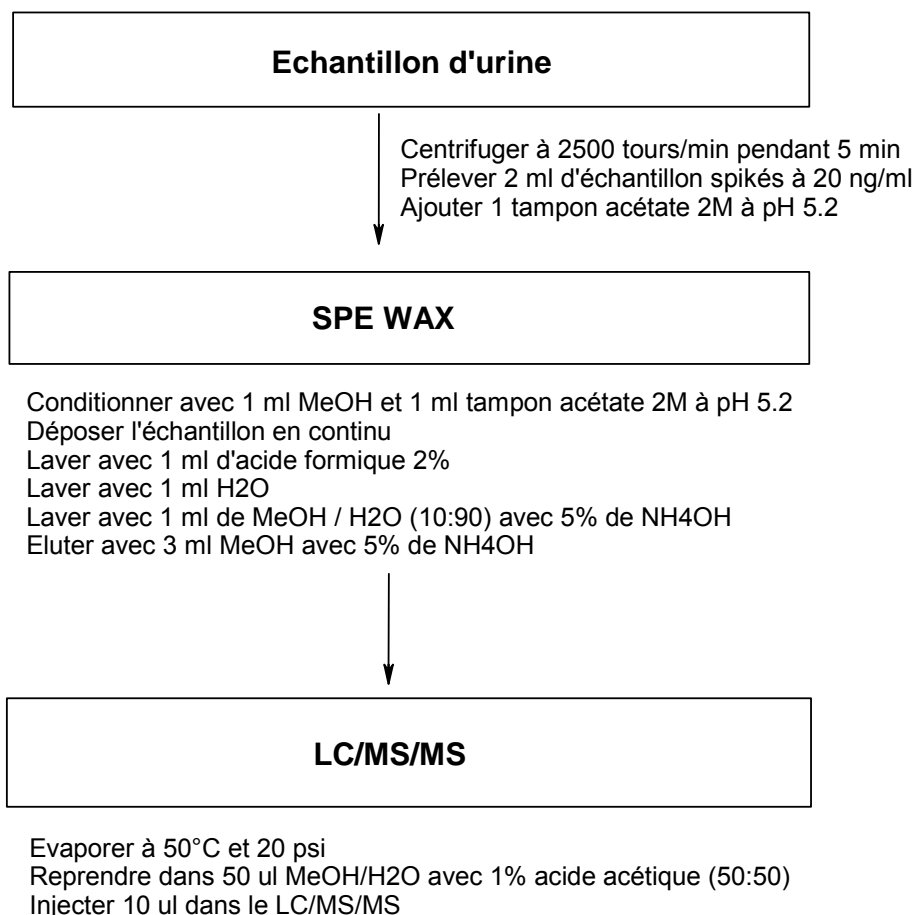 Echantillon d'urine
Centrifuger à 2500 tours/min pendant 5 min
Prélever 2 ml d'échantillon spikés à 20 ng/ml
Ajouter 1 tampon acétate 2M à pH 5.2
SPE WAX
Conditionner avec 1 ml MeOH et 1 ml tampon acétate 2M à pH 5.2
Déposer l'échantillon en continu
Laver avec 1 ml d'acide formique 2%
Laver avec 1 ml H2O
Laver avec 1 ml de MeOH / H2O (10:90) avec 5% de NH4OH
Eluter avec 3 ml MeOH avec 5% de NH4OH
LC/MS/MS
Evaporer à 50°C et 20 psi
Reprendre dans 50 ul MeOH/H2O avec 1% acide acétique (50:50)
Injecter 10 ul dans le LC/MS/MS